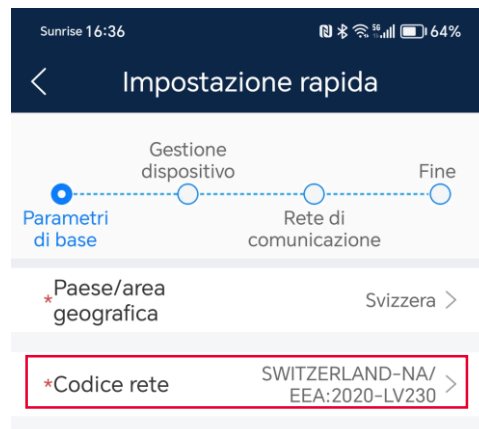 Sunrise 16:36
5G 64%
Impostazione rapida
Gestione
dispositivo
Fine
Parametri
di base
Rete di
comunicazione
*Paese/area
geografica
Svizzera
*Codice rete
SWITZERLAND-NA/
EEA:2020-LV230